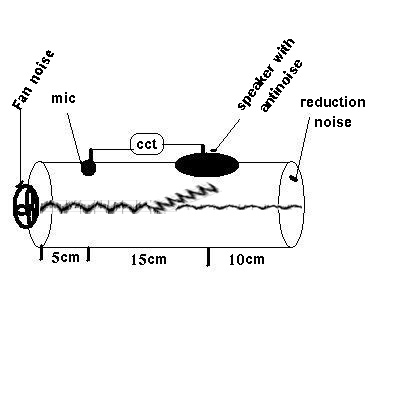 Fan noise
mic
cct
speaker with
antinoise
reduction
noise
5cm
15cm
10cm